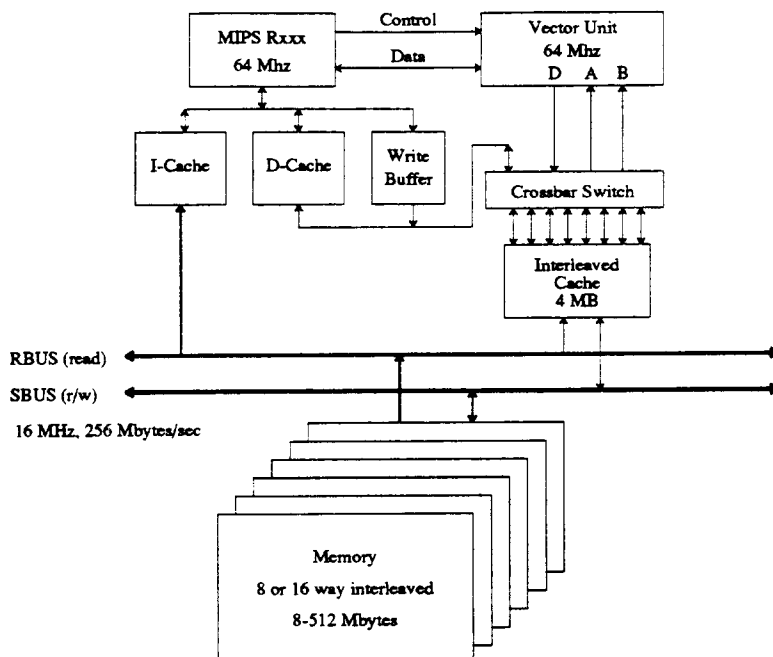 Control
MIPS Rxxx
64 Mhz
Data
Vector Unit
64 Mhz
D A B
I-Cache
D-Cache
Write
Buffer
Crossbar Switch
Interleaved
Cache
4 MB
RBUS (read)
SBUS (r/w)
16 MHz, 256 Mbytes/sec
Memory
8 or 16 way interleaved
8-512 Mbytes